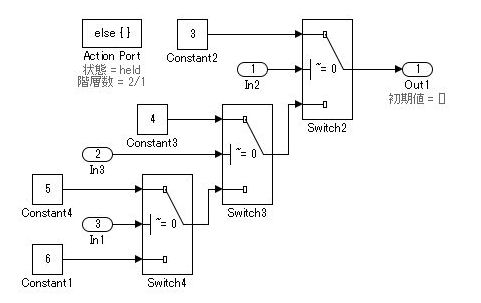 else { }
Action Port
状態 = held
階層数 = 2/1
3
Constant2
1
In2
~= 0
Switch2
1
Out1
初期値 = []
4
Constant3
2
In3
~= 0
Switch3
5
Constant4
3
In1
~= 0
Switch4
6
Constant1